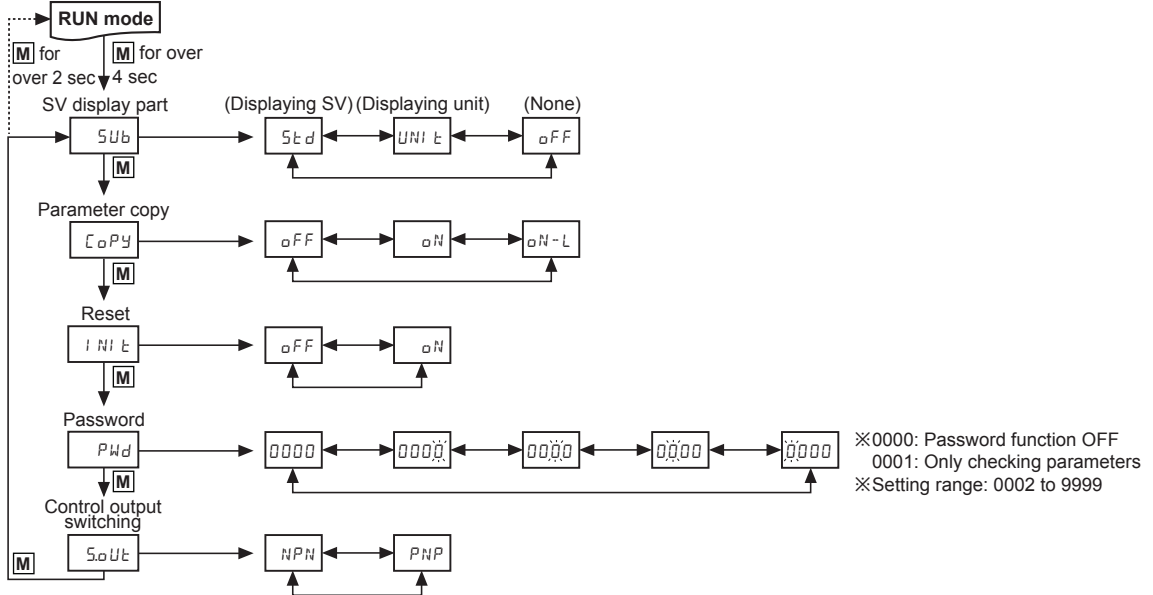 RUN mode
M for over 2 sec
M for over 4 sec
SV display part
(Displaying SV) (Displaying unit) (None)
SUb Std UNIt oFF
M
Parameter copy
CoPY oFF oN oN-L
M
Reset
INIt oFF oN
M
Password
PWd 0000 0000 0000 0000 0000
※0000: Password function OFF
0001: Only checking parameters
※Setting range: 0002 to 9999
M
Control output
switching
S.oUt NPN PNP
M